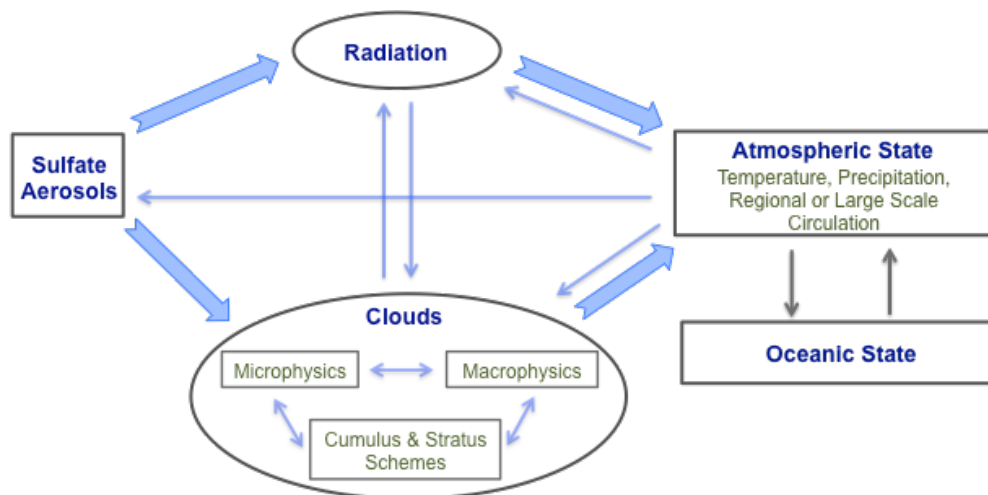 Radiation
Sulfate
Aerosols
Atmospheric State
Temperature, Precipitation,
Regional or Large Scale
Circulation
Clouds
Microphysics
Macrophysics
Cumulus & Stratus
Schemes
Oceanic State